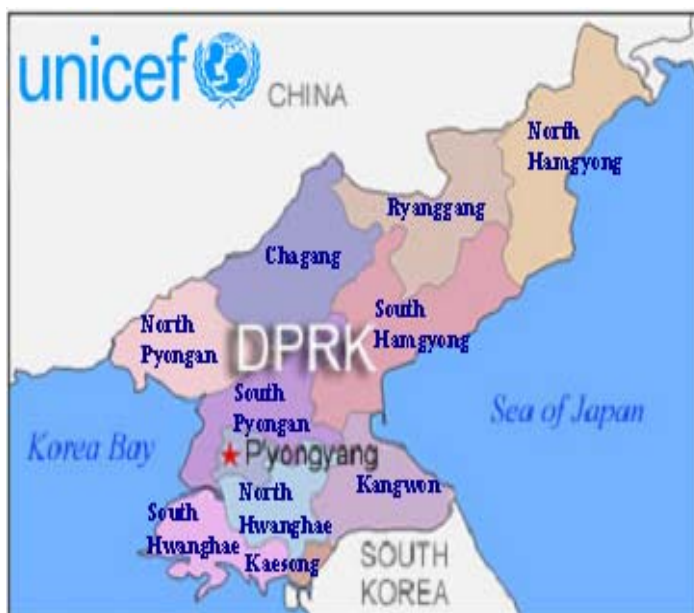 unicef
CHINA
North
Hamgyong
Ryanggang
Chagang
North
Pyongan
DPRK
South
Hamgyong
South
Pyongan
Korea Bay
Sea of Japan
P'yongyang
Kangwon
North
Hwanghae
South
Hwanghae
Kaesong
SOUTH
KOREA